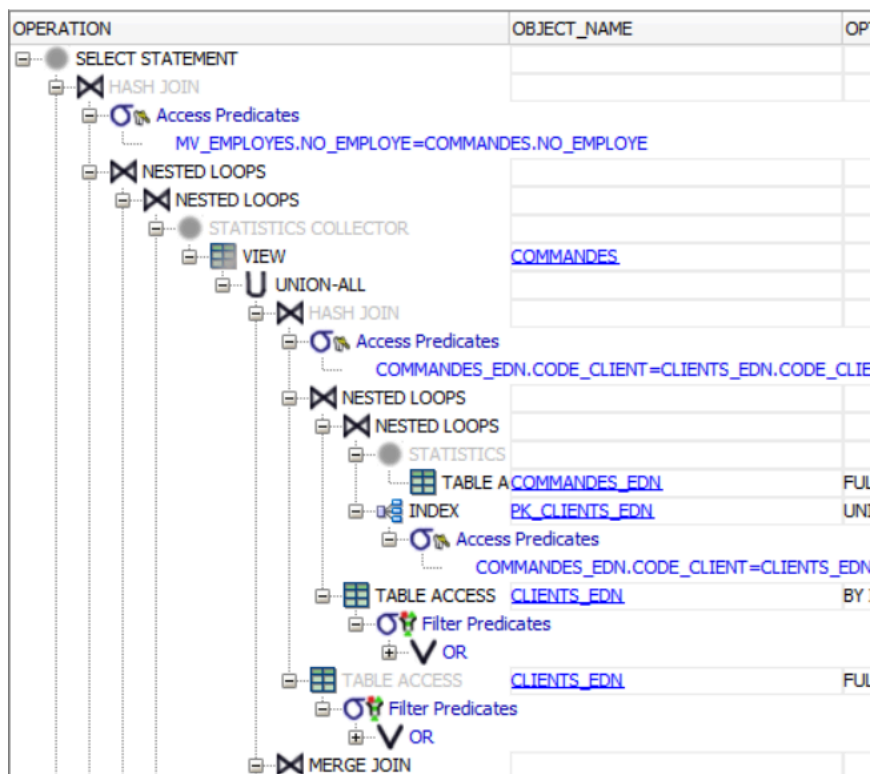 OPERATION OBJECT_NAME OP
SELECT STATEMENT
HASH JOIN
Access Predicates
MV_EMPLOYES.NO_EMPLOYE=COMMANDES.NO_EMPLOYE
NESTED LOOPS
NESTED LOOPS
STATISTICS COLLECTOR
VIEW COMMANDES
UNION-ALL
HASH JOIN
Access Predicates
COMMANDES_EDN.CODE_CLIENT=CLIENTS_EDN.CODE_CLIE
NESTED LOOPS
NESTED LOOPS
STATISTICS
TABLE A COMMANDES_EDN FUL
INDEX PK_CLIENTS_EDN UNI
Access Predicates
COMMANDES_EDN.CODE_CLIENT=CLIENTS_EDN
TABLE ACCESS CLIENTS_EDN BY
Filter Predicates
OR
TABLE ACCESS CLIENTS_EDN FUL
Filter Predicates
OR
MERGE JOIN